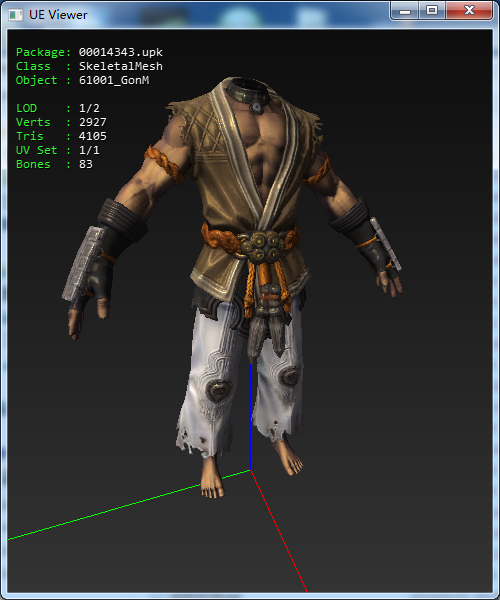 UE Viewer
Package: 00014343.upk
Class : SkeletalMesh
Object : 61001_GonM
LOD : 1/2
Verts : 2927
Tris : 4105
UV Set : 1/1
Bones : 83